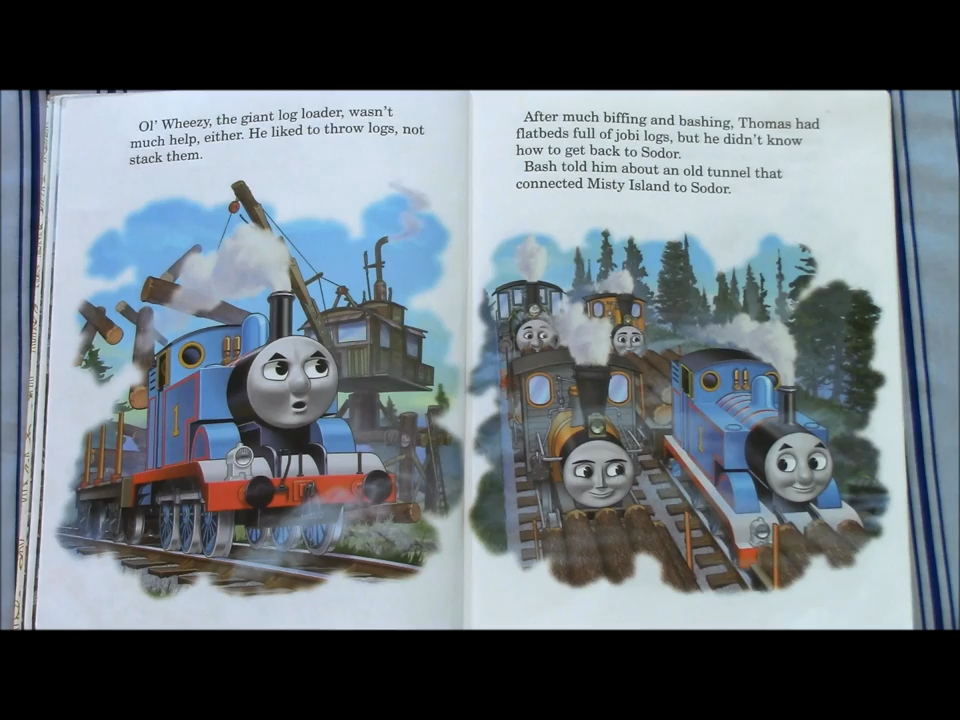 Ol' Wheezy, the giant log loader, wasn't
much help, either. He liked to throw logs, not
stack them.
After much biffing and bashing, Thomas had
flatbeds full of jobi logs, but he didn't know
how to get back to Sodor.
Bash told him about an old tunnel that
connected Misty Island to Sodor.
1
1